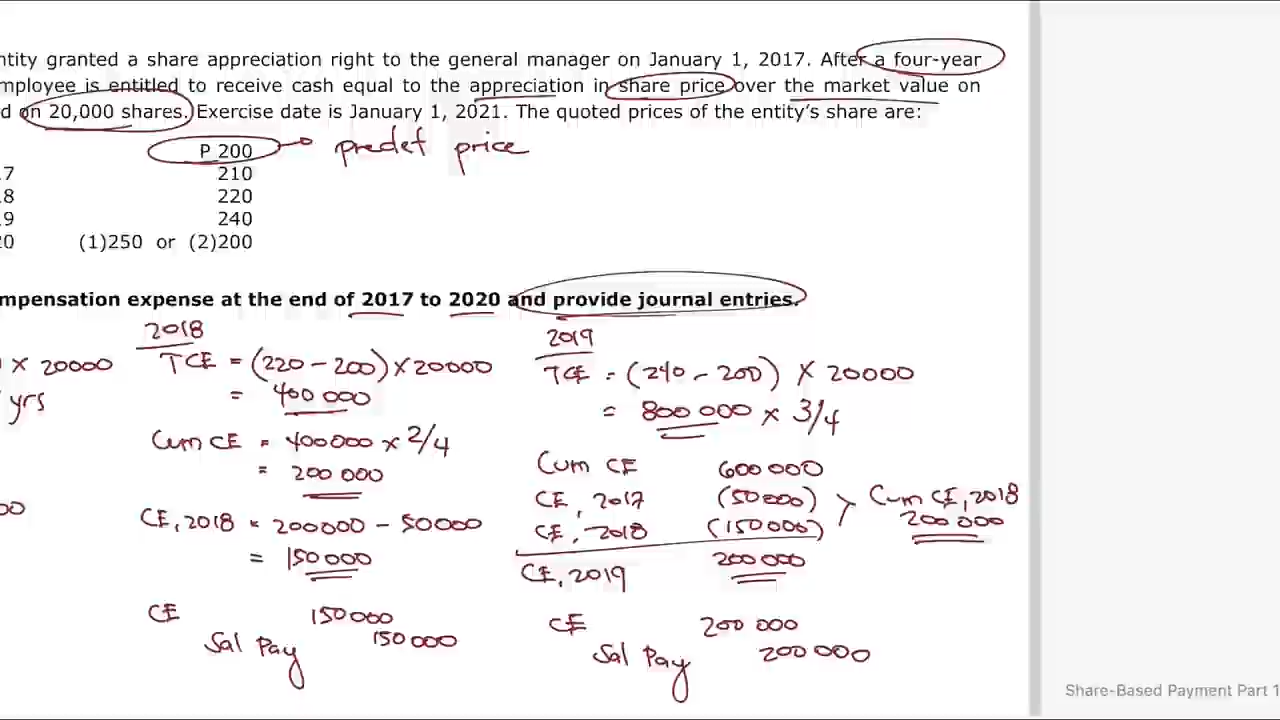 ntity granted a share appreciation right to the general manager on January 1, 2017. After a four-year
mployee is entitled to receive cash equal to the appreciation in share price over the market value on
d on 20,000 shares. Exercise date is January 1, 2021. The quoted prices of the entity's share are:
P 200 predet price
17 210
18 220
19 240
20 (1)250 or (2)200
mpensation expense at the end of 2017 to 2020 and provide journal entries.
× 20000
yrs
00
2018
TCE = (220 - 200) × 20000
= 400 000
Cum CE = 400000 × 2/4
= 200 000
CE, 2018 = 200000 - 50000
= 150 000
CE 150 000
Sal Pay 150 000
2019
TCE = (240 - 200) × 20000
= 800 000 × 3/4
Cum CE 600 000
CE, 2017 (50000)
CE, 2018 (150000) > Cum CE, 2018
200 000
CE, 2019 200 000
CE 200 000
Sal Pay 200 000
Share-Based Payment Part 1